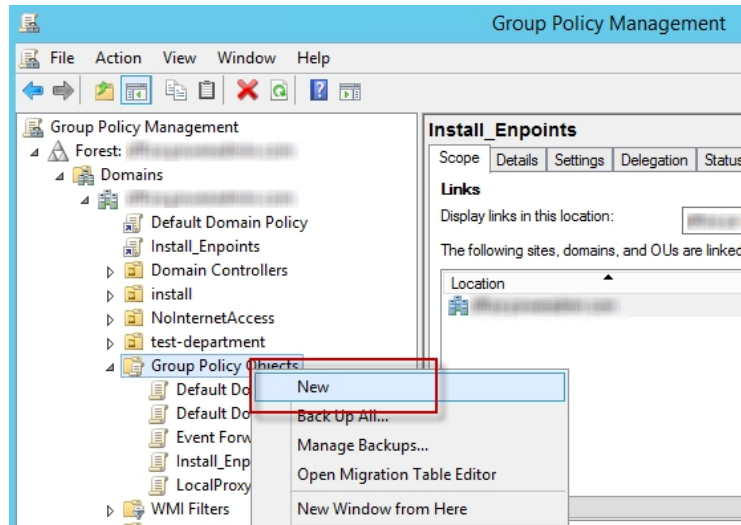 Group Policy Management
File Action View Window Help
Group Policy Management
Forest:
Domains
Default Domain Policy
Install_Enpoints
Domain Controllers
install
NoInternetAccess
test-department
Group Policy Objects
Default Do
Default Do
Event Forw
Install_Enp
LocalProxy
WMI Filters
New
Back Up All...
Manage Backups...
Open Migration Table Editor
New Window from Here
Install_Enpoints
Scope Details Settings Delegation Status
Links
Display links in this location:
The following sites, domains, and OUs are linked
Location